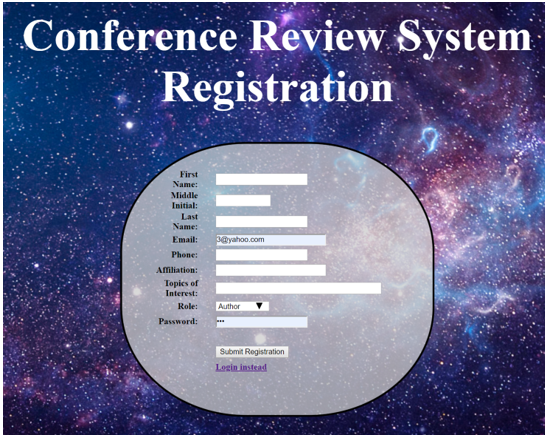 Conference Review System
Registration
First
Name:
Middle
Initial:
Last
Name:
Email: 3@yahoo.com
Phone:
Affiliation:
Topics of
Interest:
Role: Author ▼
Password: •••
Submit Registration
Login instead